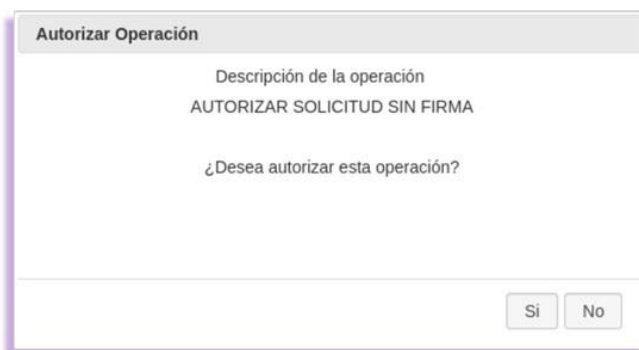 Autorizar Operación
Descripción de la operación
AUTORIZAR SOLICITUD SIN FIRMA
¿Desea autorizar esta operación?
Si No